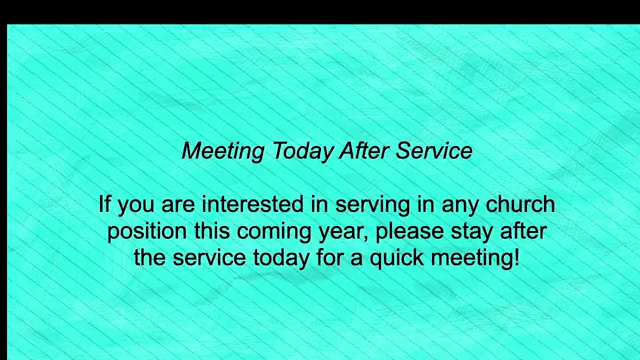 Meeting Today After Service
If you are interested in serving in any church
position this coming year, please stay after
the service today for a quick meeting!